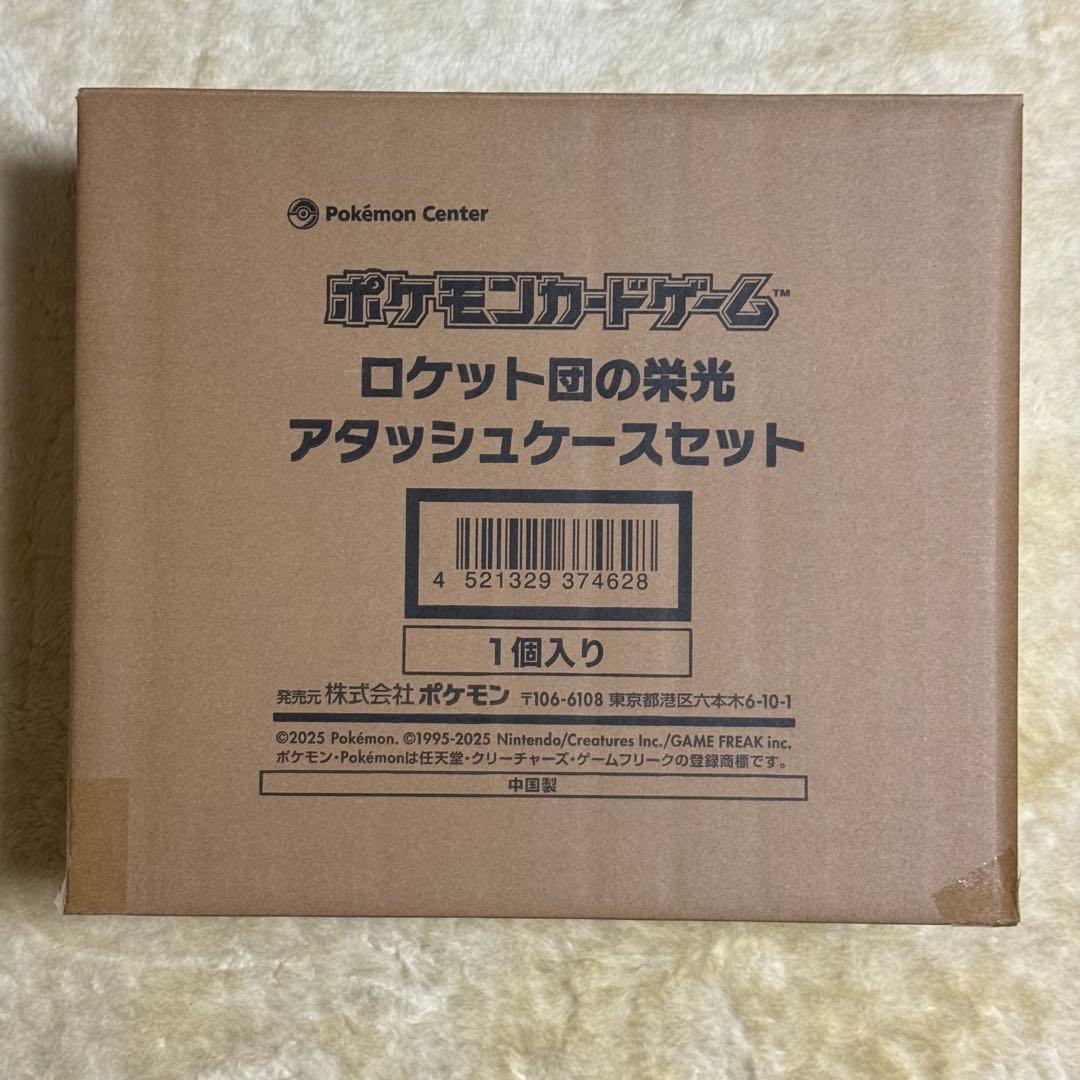 Pokémon Center
ポケモンカードゲーム™
ロケット団の栄光
アタッシュケースセット
4 521329 374628
1個入り
発売元 株式会社 ポケモン 〒106-6108 東京都港区六本木6-10-1
©2025 Pokémon. ©1995-2025 Nintendo/Creatures Inc./GAME FREAK inc.
ポケモン・Pokémonは任天堂・クリーチャーズ・ゲームフリークの登録商標です。
中国製